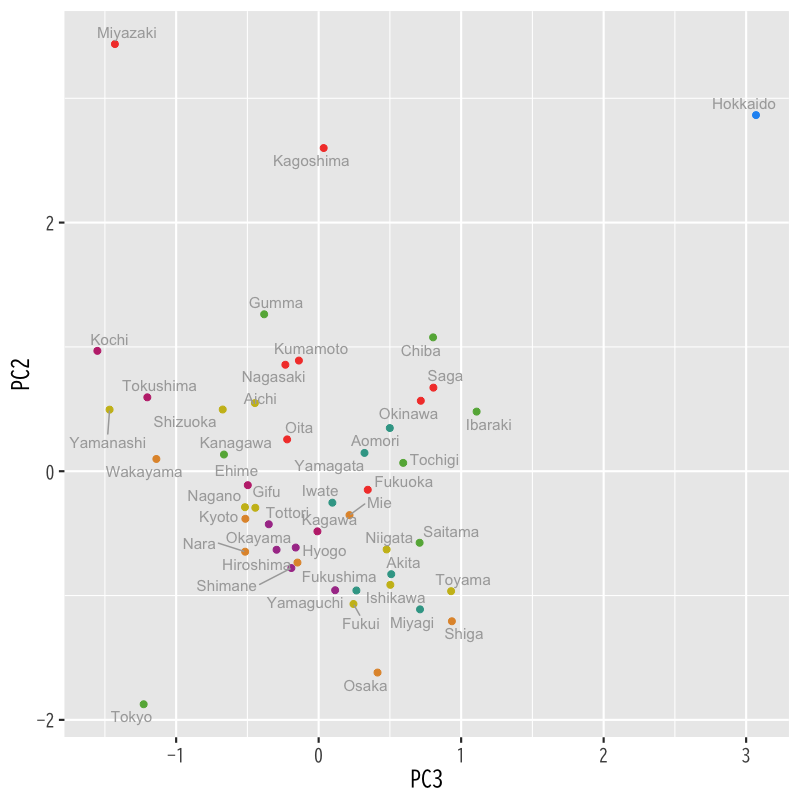 Miyazaki
Hokkaido
Kagoshima
2
Gumma
Kochi
Kumamoto
Chiba
Nagasaki
Saga
Tokushima
Aichi
Okinawa
Shizuoka
Ibaraki
Oita
Yamanashi
Kanagawa
Aomori
Tochigi
Yamagata
0
Wakayama
Ehime
Fukuoka
Nagano
Gifu
Iwate
Mie
Kyoto
Tottori
Kagawa
Saitama
Okayama
Niigata
Nara
Hyogo
Hiroshima
Akita
Shimane
Fukushima
Toyama
Yamaguchi
Ishikawa
Fukui
Miyagi
Shiga
Osaka
Tokyo
−2
−1
0
1
2
3
PC3
PC2